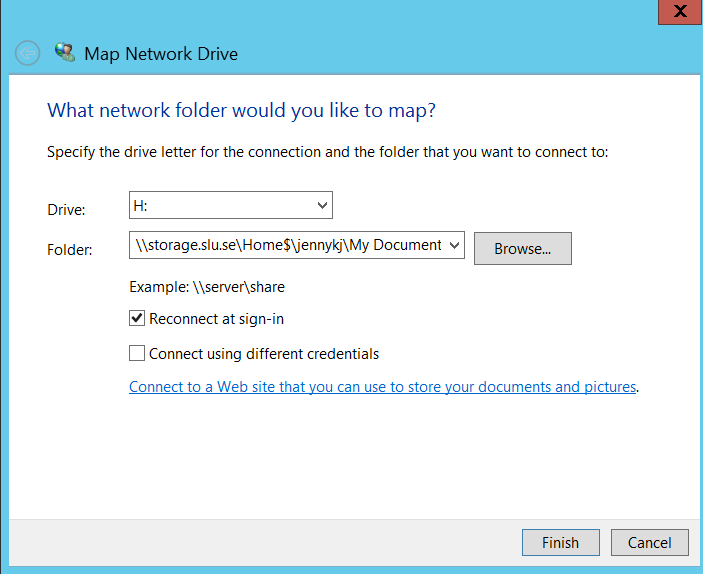 Map Network Drive
What network folder would you like to map?
Specify the drive letter for the connection and the folder that you want to connect to:
Drive: H:
Folder: \\storage.slu.se\Home$\jennykj\My Document Browse...
Example: \\server\share
Reconnect at sign-in
Connect using different credentials
Connect to a Web site that you can use to store your documents and pictures.
Finish Cancel